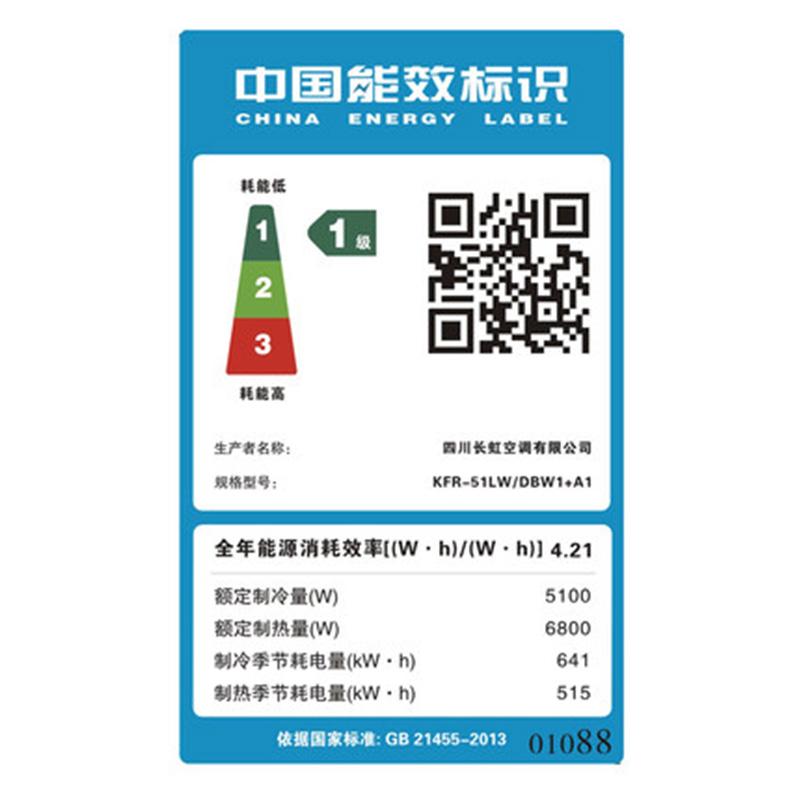 中国能效标识
CHINA ENERGY LABEL
耗能低
1
1级
2
3
耗能高
生产者名称: 四川长虹空调有限公司
规格型号: KFR-51LW/DBW1+A1
全年能源消耗效率[(W·h)/(W·h)] 4.21
额定制冷量(W) 5100
额定制热量(W) 6800
制冷季节耗电量(kW·h) 641
制热季节耗电量(kW·h) 515
依据国家标准: GB 21455-2013 01088